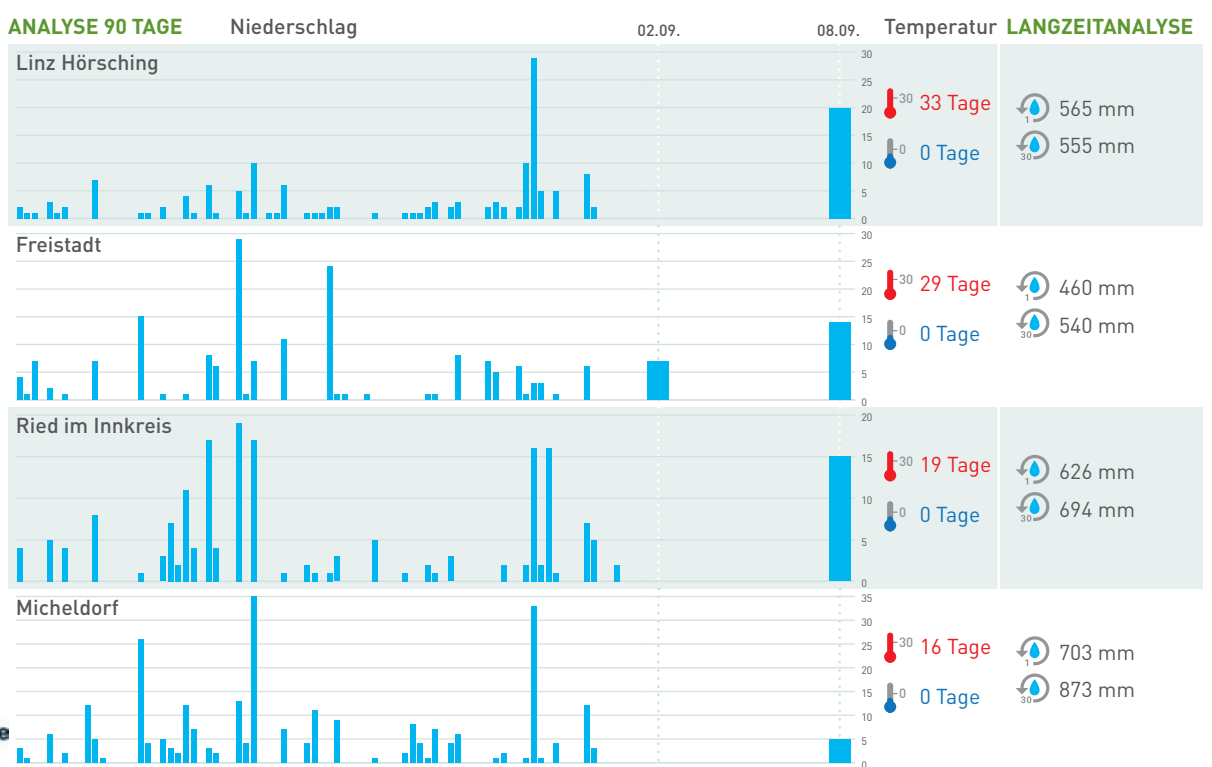 ANALYSE 90 TAGE Niederschlag 02.09. 08.09. Temperatur LANGZEITANALYSE
Linz Hörsching
30
25
20
15
10
5
0
30 33 Tage
0 0 Tage
1 565 mm
30 555 mm
Freistadt
30
25
20
15
10
5
0
30 29 Tage
0 0 Tage
1 460 mm
30 540 mm
Ried im Innkreis
20
15
10
5
0
30 19 Tage
0 0 Tage
1 626 mm
30 694 mm
Micheldorf
35
30
25
20
15
10
5
0
30 16 Tage
0 0 Tage
1 703 mm
30 873 mm
e